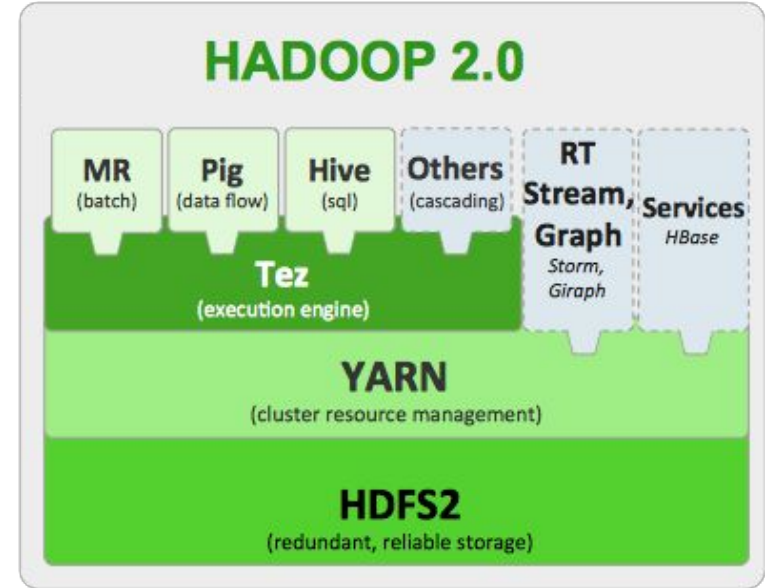 HADOOP 2.0
MR
(batch)
Pig
(data flow)
Hive
(sql)
Others
(cascading)
RT
Stream,
Graph
Storm,
Giraph
Services
HBase
Tez
(execution engine)
YARN
(cluster resource management)
HDFS2
(redundant, reliable storage)